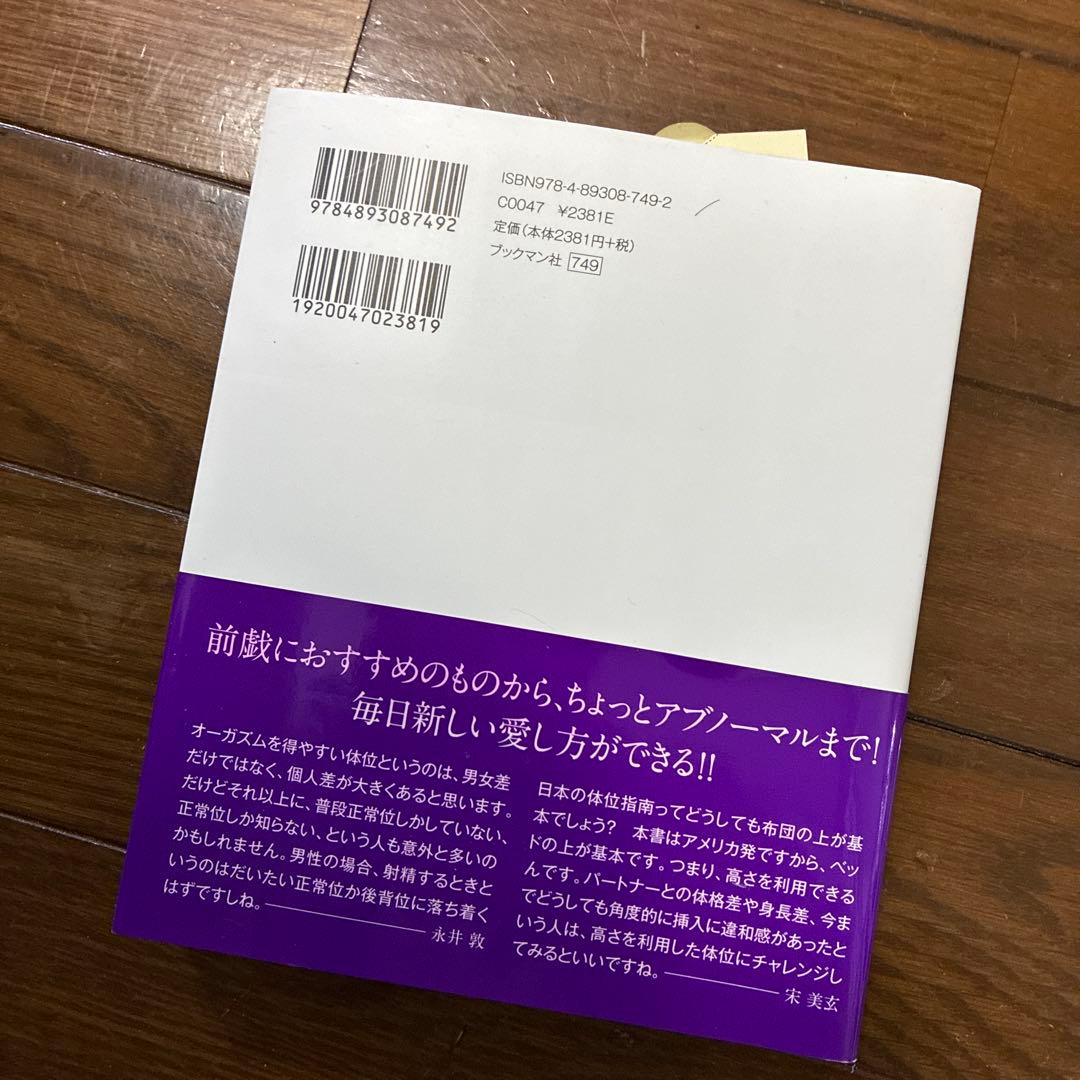 9784893087492
ISBN978-4-89308-749-2
C0047 ¥2381E
定価(本体2381円+税)
ブックマン社 749
1920047023819
前戯におすすめのものから、ちょっとアブノーマルまで!
毎日新しい愛し方ができる!!
オーガズムを得やすい体位というのは、男女差
だけではなく、個人差が大きくあると思います。
だけどそれ以上に、普段正常位しかしていない、
正常位しか知らない、という人も意外と多いの
かもしれません。男性の場合、射精するときと
いうのはだいたい正常位か後背位に落ち着く
はずですしね。
永井 敦
日本の体位指南ってどうしても布団の上が基
本でしょう? 本書はアメリカ発ですから、ベッ
ドの上が基本です。つまり、高さを利用できる
んです。パートナーとの体格差や身長差、今ま
でどうしても角度的に挿入に違和感があったと
いう人は、高さを利用した体位にチャレンジし
てみるといいですね。
宋 美玄